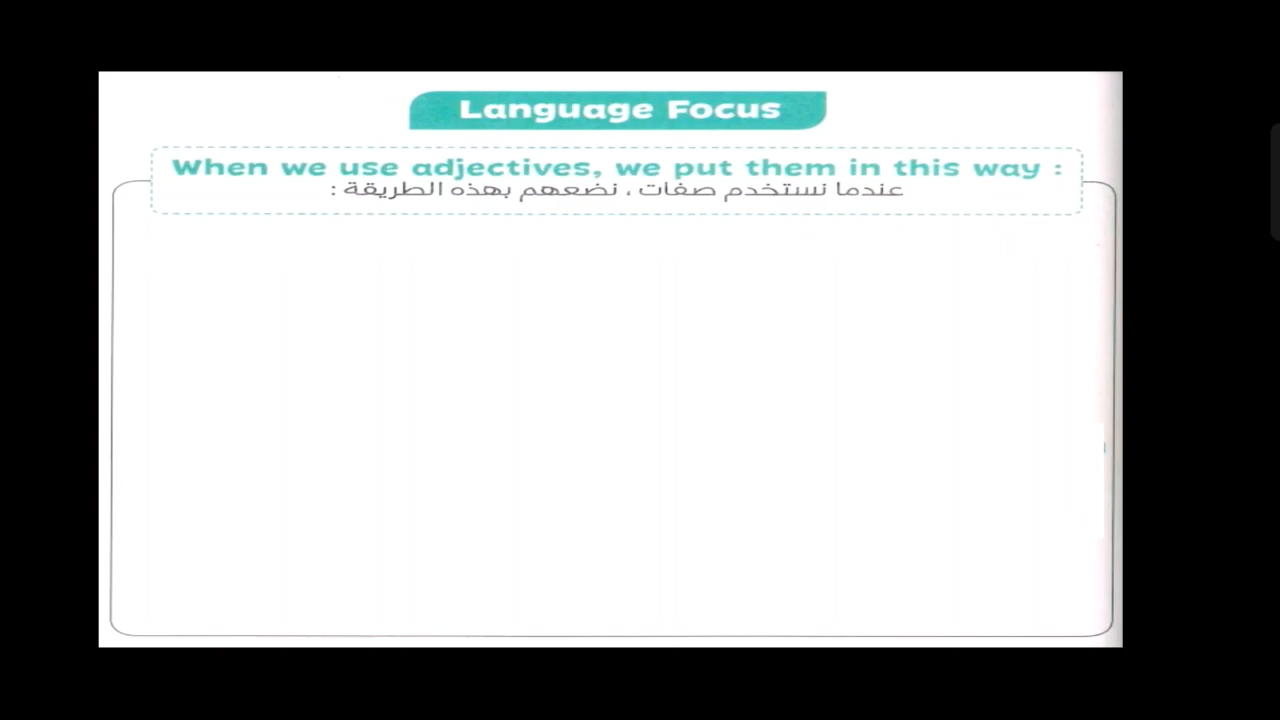 Language Focus
When we use adjectives, we put them in this way :
عندما نستخدم صفات ، نضعهم بهذه الطريقة :